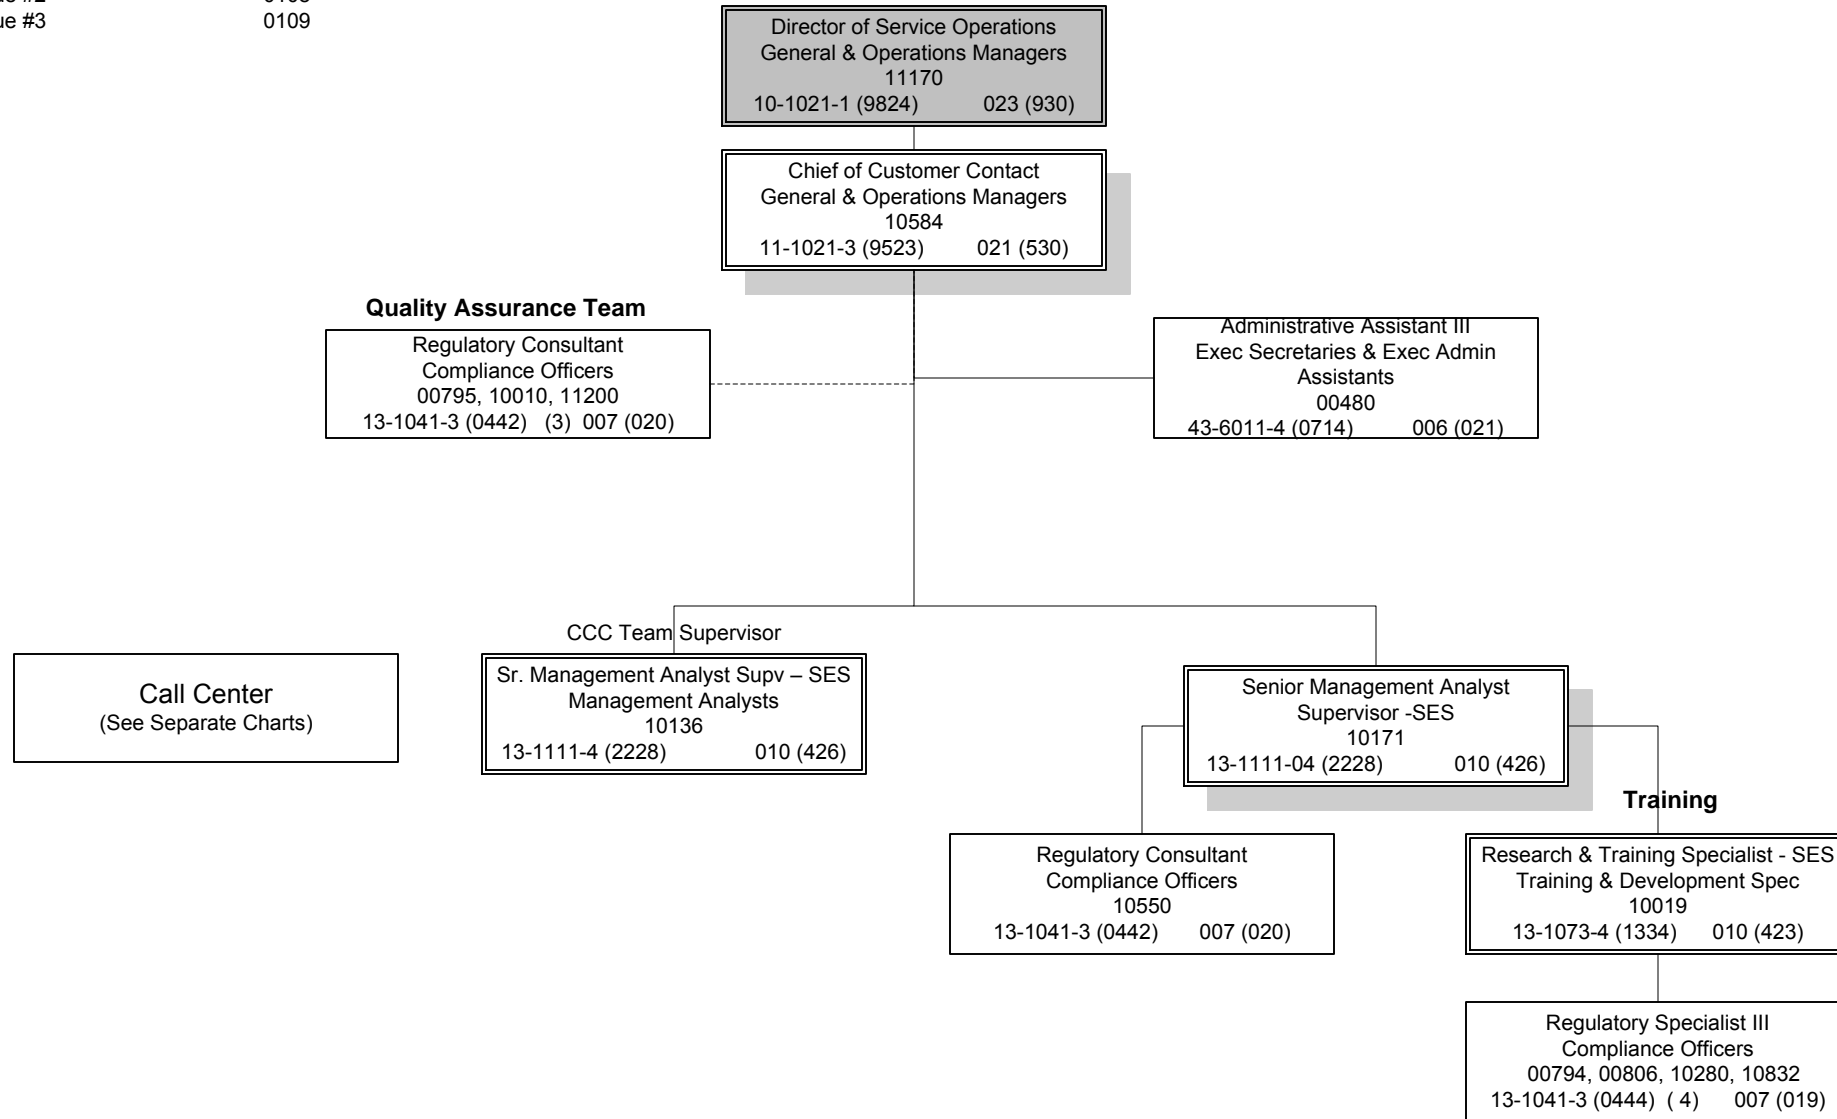 ue #3 0109
Director of Service Operations
General & Operations Managers
11170
10-1021-1 (9824) 023 (930)
Chief of Customer Contact
General & Operations Managers
10584
11-1021-3 (9523) 021 (530)
Quality Assurance Team
Regulatory Consultant
Compliance Officers
00795, 10010, 11200
13-1041-3 (0442) (3) 007 (020)
Administrative Assistant III
Exec Secretaries & Exec Admin
Assistants
00480
43-6011-4 (0714) 006 (021)
Call Center
(See Separate Charts)
CCC Team Supervisor
Sr. Management Analyst Supv – SES
Management Analysts
10136
13-1111-4 (2228) 010 (426)
Senior Management Analyst
Supervisor -SES
10171
13-1111-04 (2228) 010 (426)
Regulatory Consultant
Compliance Officers
10550
13-1041-3 (0442) 007 (020)
Training
Research & Training Specialist - SES
Training & Development Spec
10019
13-1073-4 (1334) 010 (423)
Regulatory Specialist III
Compliance Officers
00794, 00806, 10280, 10832
13-1041-3 (0444) ( 4) 007 (019)